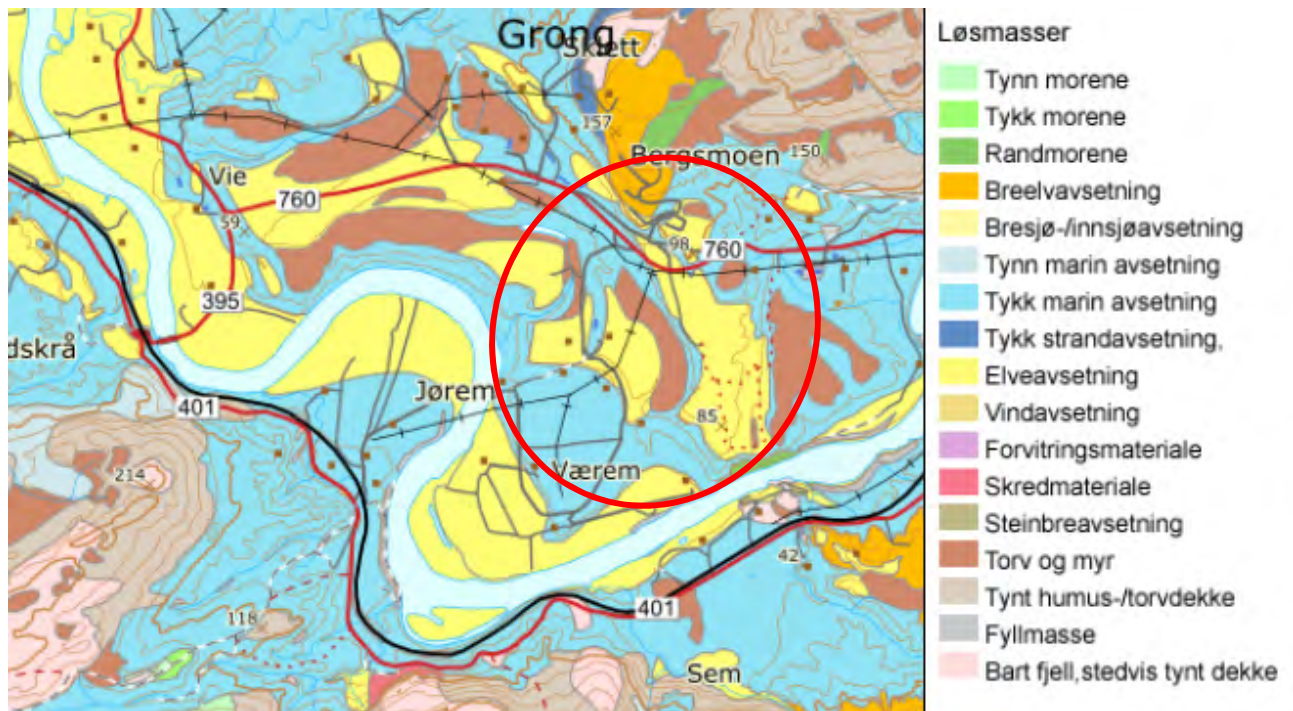 Grong
Sklett
157
Bergsmoen
150
Vie
760
59
98
760
395
dskrå
401
Jørem
85
214
Værem
42
401
118
Sem
Løsmasser
Tynn morene
Tykk morene
Randmorene
Breelvavsetning
Bresjø-/innsjøavsetning
Tynn marin avsetning
Tykk marin avsetning
Tykk strandavsetning,
Elveavsetning
Vindavsetning
Forvitringsmateriale
Skredmateriale
Steinbreavsetning
Torv og myr
Tynt humus-/torvdekke
Fyllmasse
Bart fjell,stedvis tynt dekke